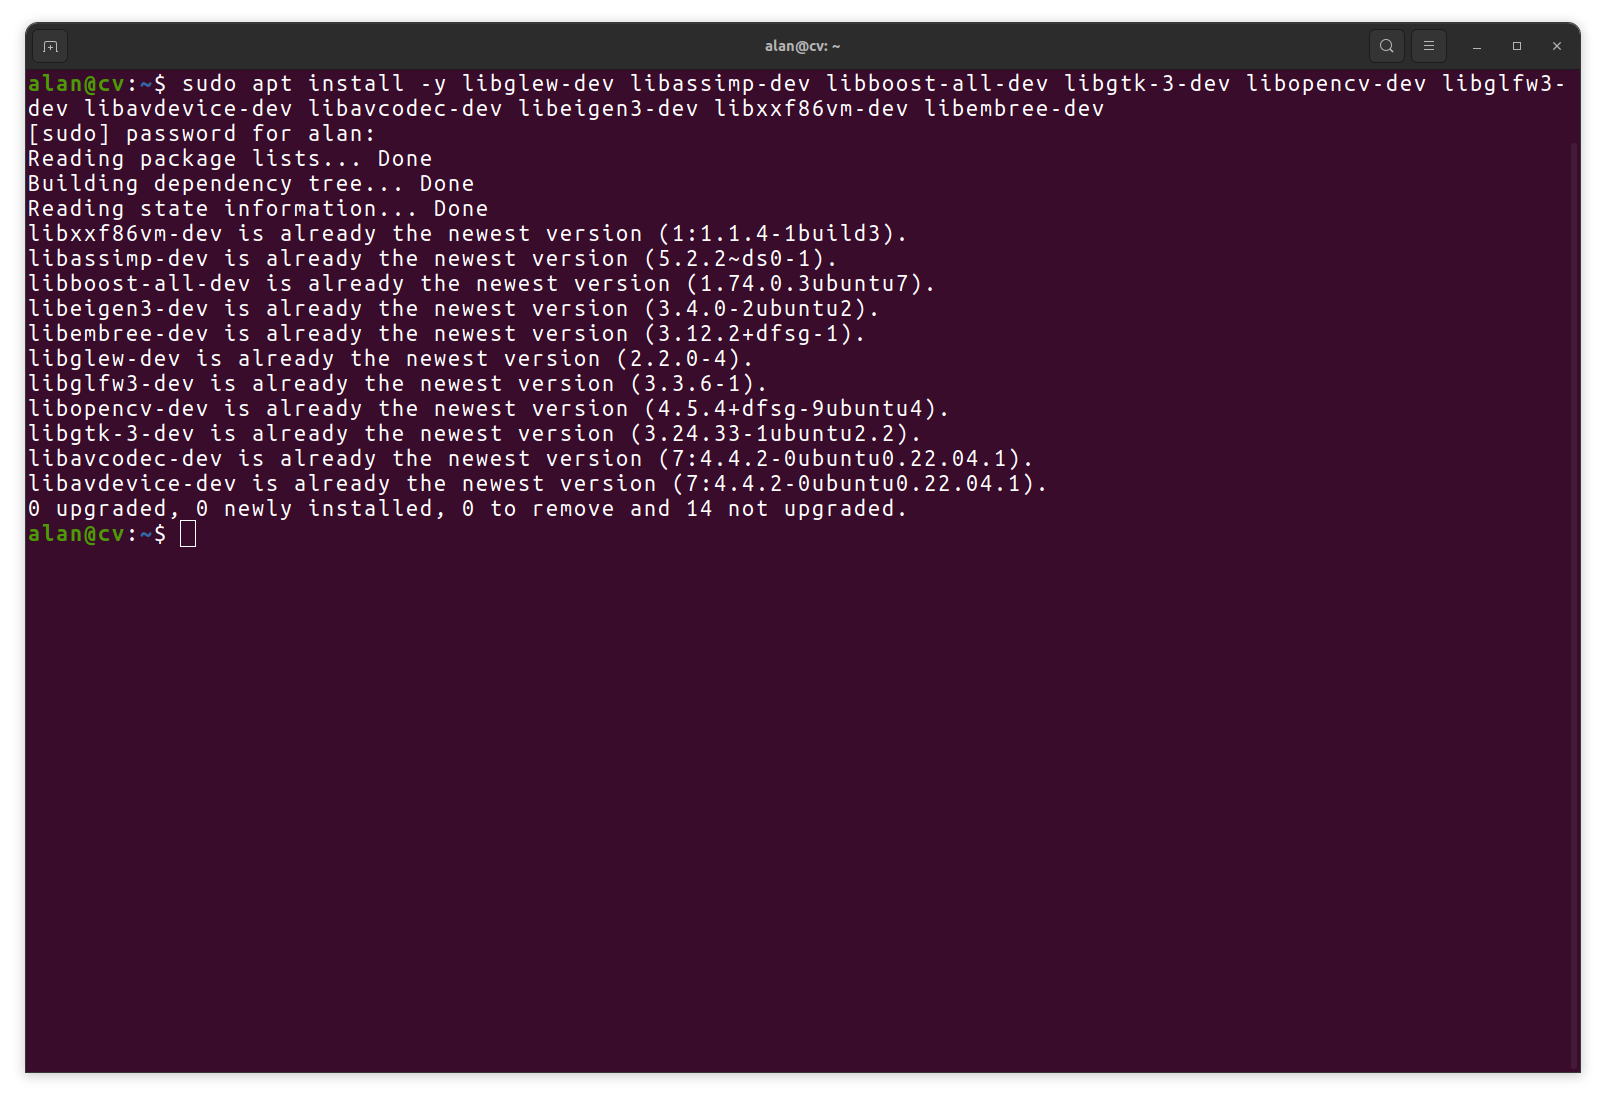 alan@cv: ~
alan@cv:~$ sudo apt install -y libglew-dev libassimp-dev libboost-all-dev libgtk-3-dev libopencv-dev libglfw3-
dev libavdevice-dev libavcodec-dev libeigen3-dev libxxf86vm-dev libembree-dev
[sudo] password for alan:
Reading package lists... Done
Building dependency tree... Done
Reading state information... Done
libxxf86vm-dev is already the newest version (1:1.1.4-1build3).
libassimp-dev is already the newest version (5.2.2~ds0-1).
libboost-all-dev is already the newest version (1.74.0.3ubuntu7).
libeigen3-dev is already the newest version (3.4.0-2ubuntu2).
libembree-dev is already the newest version (3.12.2+dfsg-1).
libglew-dev is already the newest version (2.2.0-4).
libglfw3-dev is already the newest version (3.3.6-1).
libopencv-dev is already the newest version (4.5.4+dfsg-9ubuntu4).
libgtk-3-dev is already the newest version (3.24.33-1ubuntu2.2).
libavcodec-dev is already the newest version (7:4.4.2-0ubuntu0.22.04.1).
libavdevice-dev is already the newest version (7:4.4.2-0ubuntu0.22.04.1).
0 upgraded, 0 newly installed, 0 to remove and 14 not upgraded.
alan@cv:~$